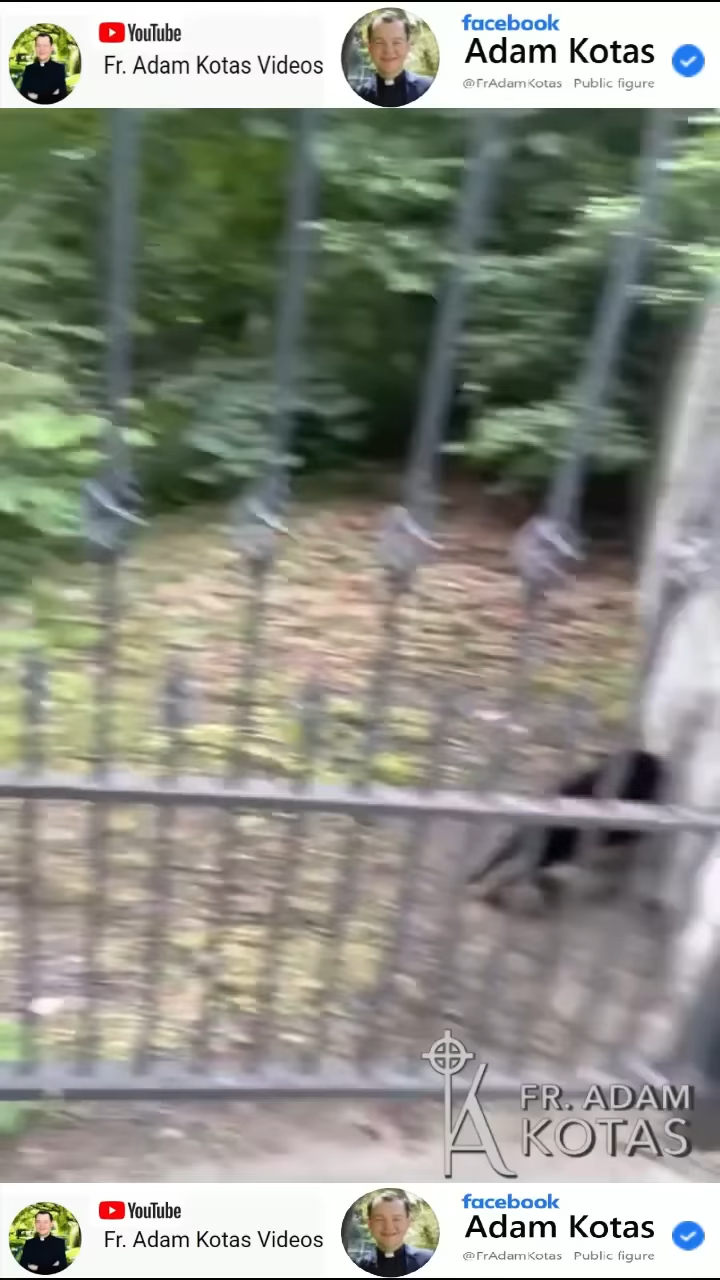 YouTube
Fr. Adam Kotas Videos
facebook
Adam Kotas
@FrAdamKotas Public figure
FR. ADAM
KOTAS
YouTube
Fr. Adam Kotas Videos
facebook
Adam Kotas
@FrAdamKotas Public figure